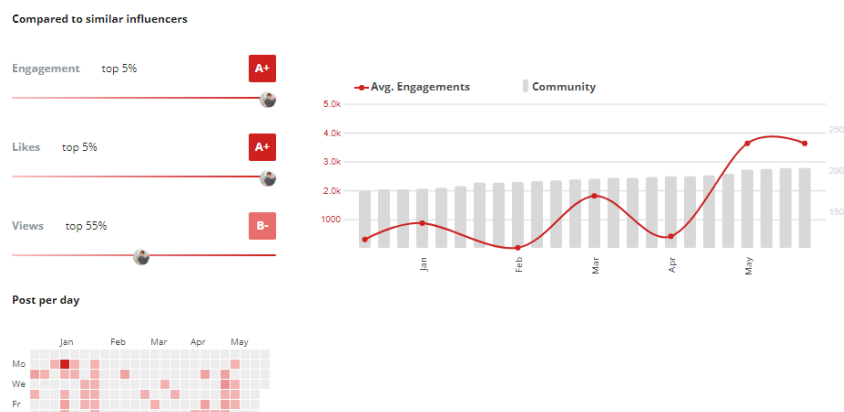 Compared to similar influencers
Engagement top 5% A+
Likes top 5% A+
Views top 55% B-
Post per day
Jan Feb Mar Apr May
Mo
We
Fr
Avg. Engagements Community
5.0k
4.0k
3.0k
2.0k
1000
250
200
150
Jan Feb Mar Apr May